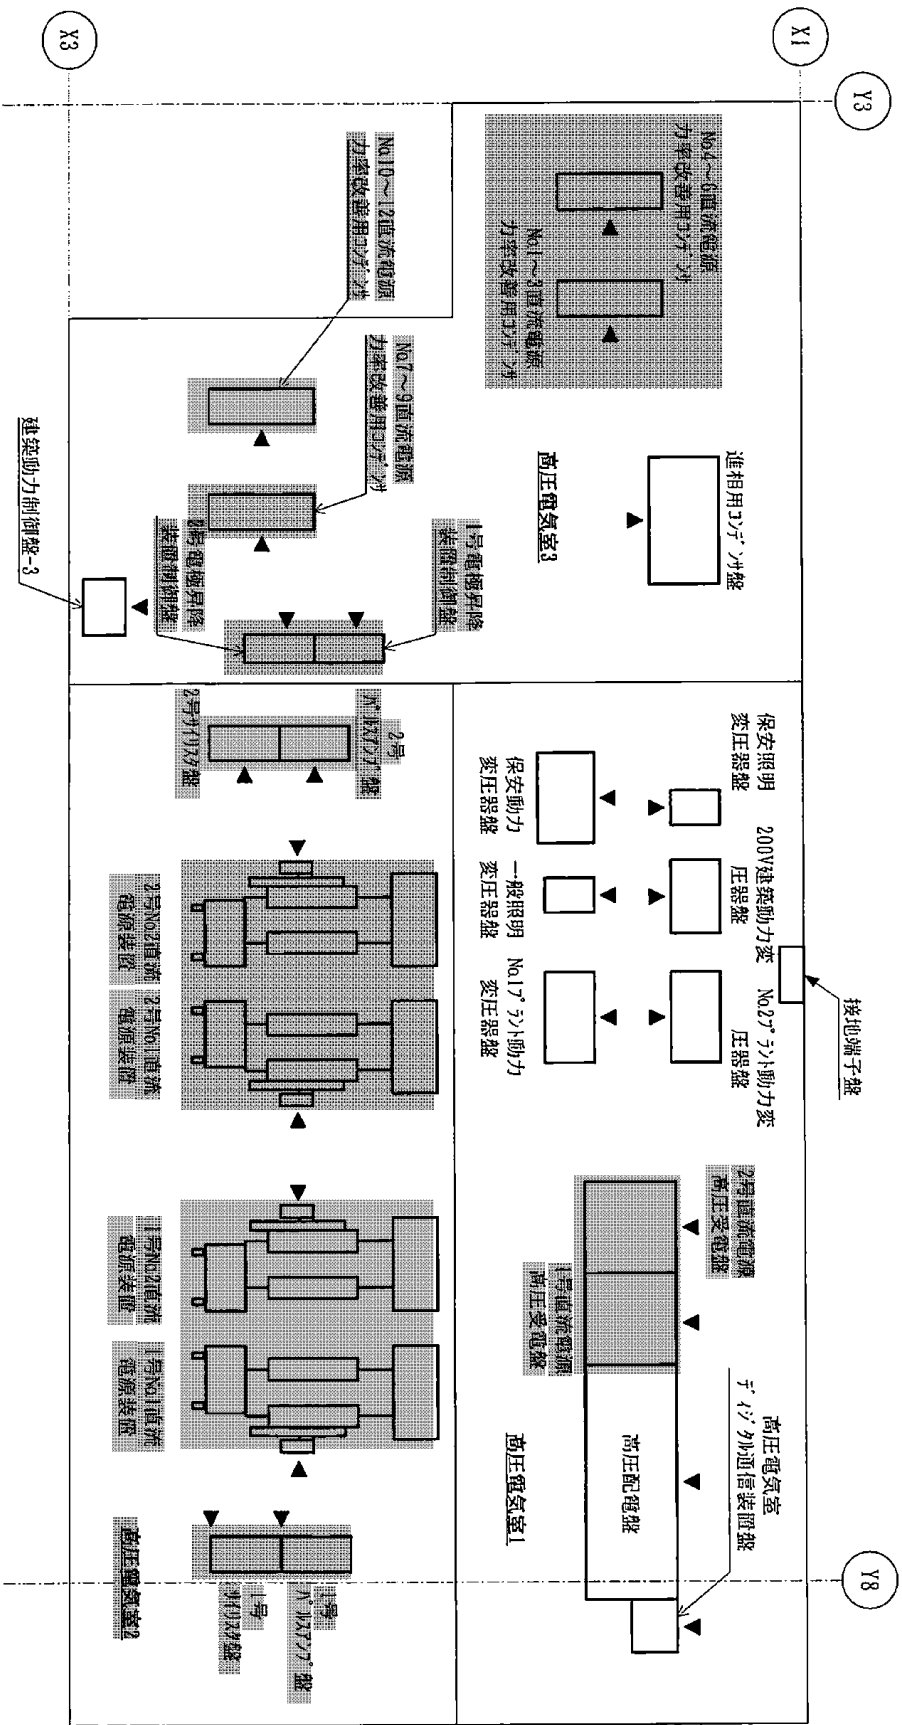 X1
X3
Y3
Y8
No.4～6直流電源
力率改善用コンデンサ
No.1～3直流電源
力率改善用コンデンサ
進相用コンデンサ盤
高圧電気室3
No.10～12直流電源
力率改善用コンデンサ
No.7～9直流電源
力率改善用コンデンサ
1号電極昇降
装置制御盤
2号電極昇降
装置制御盤
建築動力制御盤-3
保安照明
変圧器盤
200V建築動力変
圧器盤
No.2プラント動力変
圧器盤
接地端子盤
保安動力
変圧器盤
一般照明
変圧器盤
No.1プラント動力
変圧器盤
2号直流電源
高圧受電盤
1号直流電源
高圧受電盤
高圧配電盤
高圧電気室
ディジタル通信装置盤
高圧電気室1
2号
パルスアンプ盤
2号サイリスタ盤
2号No.2直流
電源装置
2号No.1直流
電源装置
1号No.2直流
電源装置
1号No.1直流
電源装置
1号
パルスアンプ盤
1号
サイリスタ盤
高圧電気室2